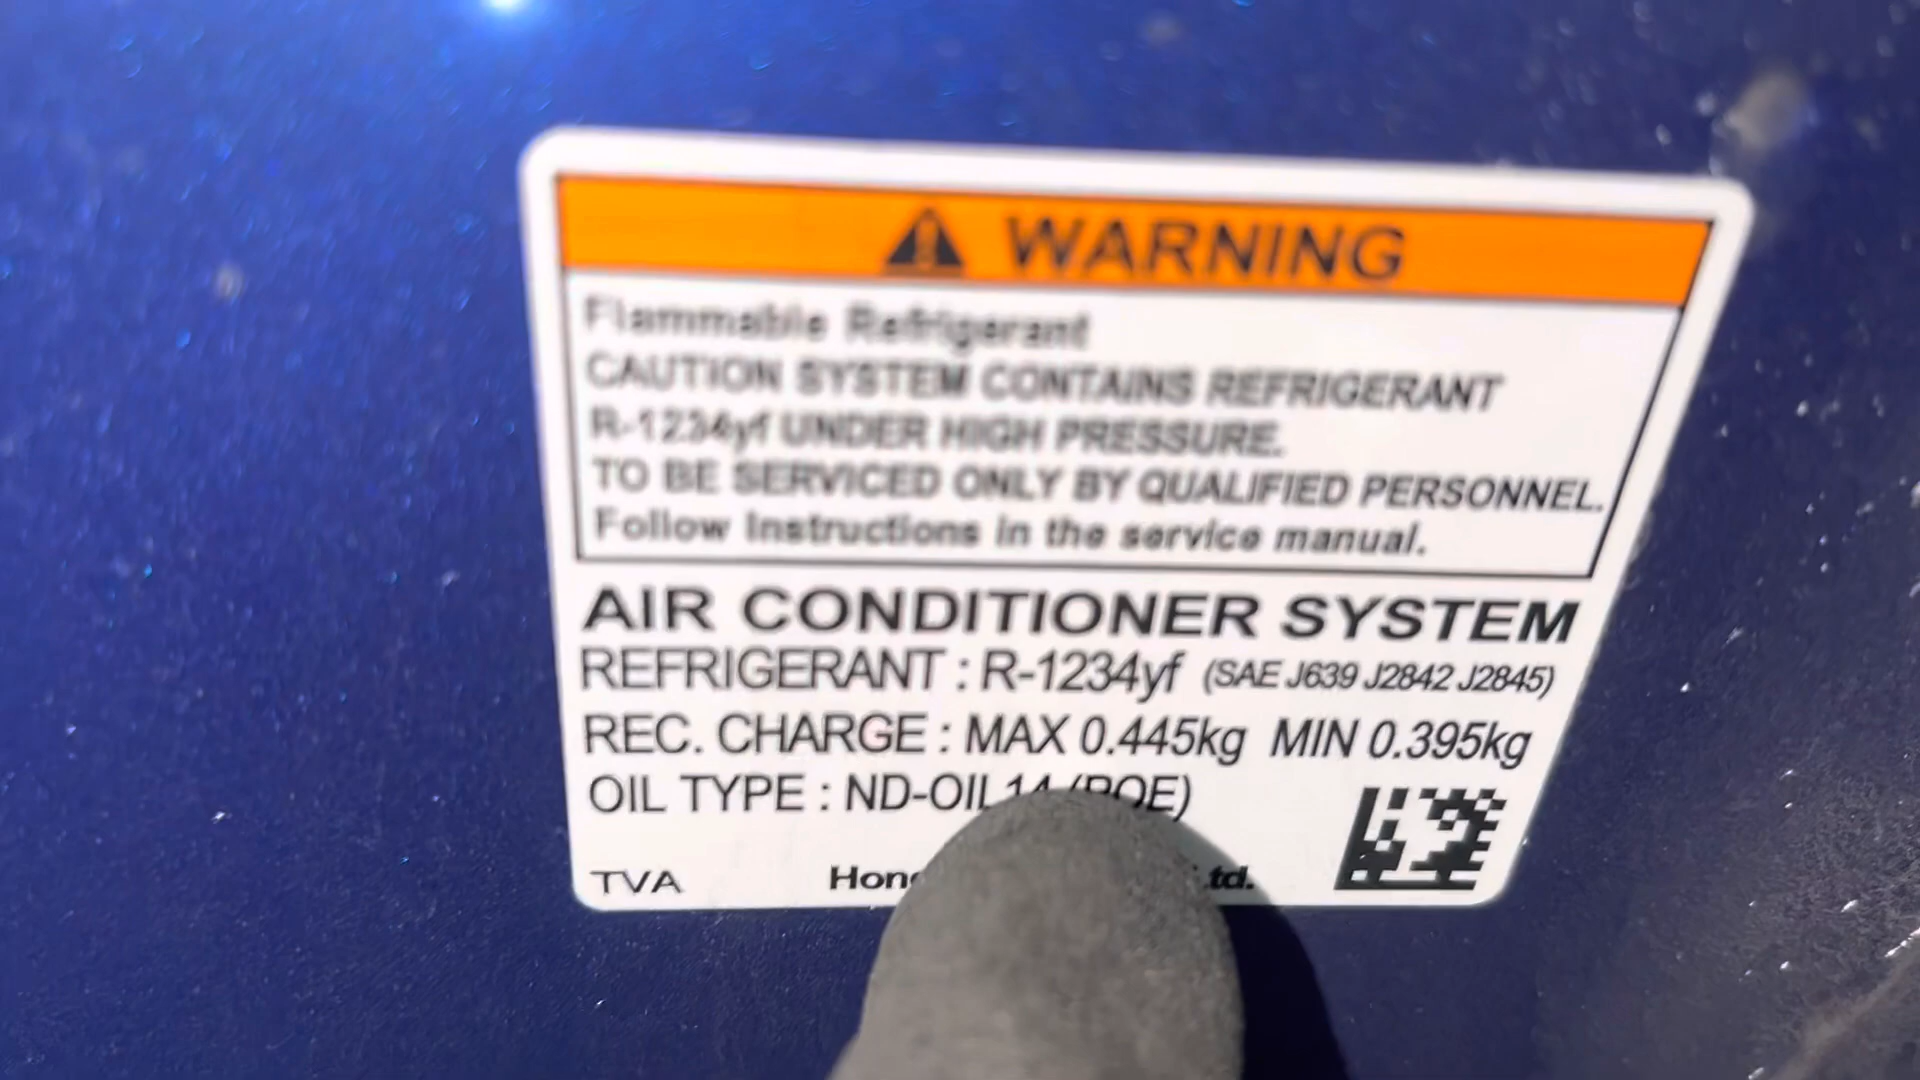 WARNING
Flammable Refrigerant
CAUTION SYSTEM CONTAINS REFRIGERANT
R-1234yf UNDER HIGH PRESSURE.
TO BE SERVICED ONLY BY QUALIFIED PERSONNEL.
Follow Instructions in the service manual.
AIR CONDITIONER SYSTEM
REFRIGERANT : R-1234yf (SAE J639 J2842 J2845)
REC. CHARGE : MAX 0.445kg MIN 0.395kg
OIL TYPE : ND-OIL 14 (POE)
TVA